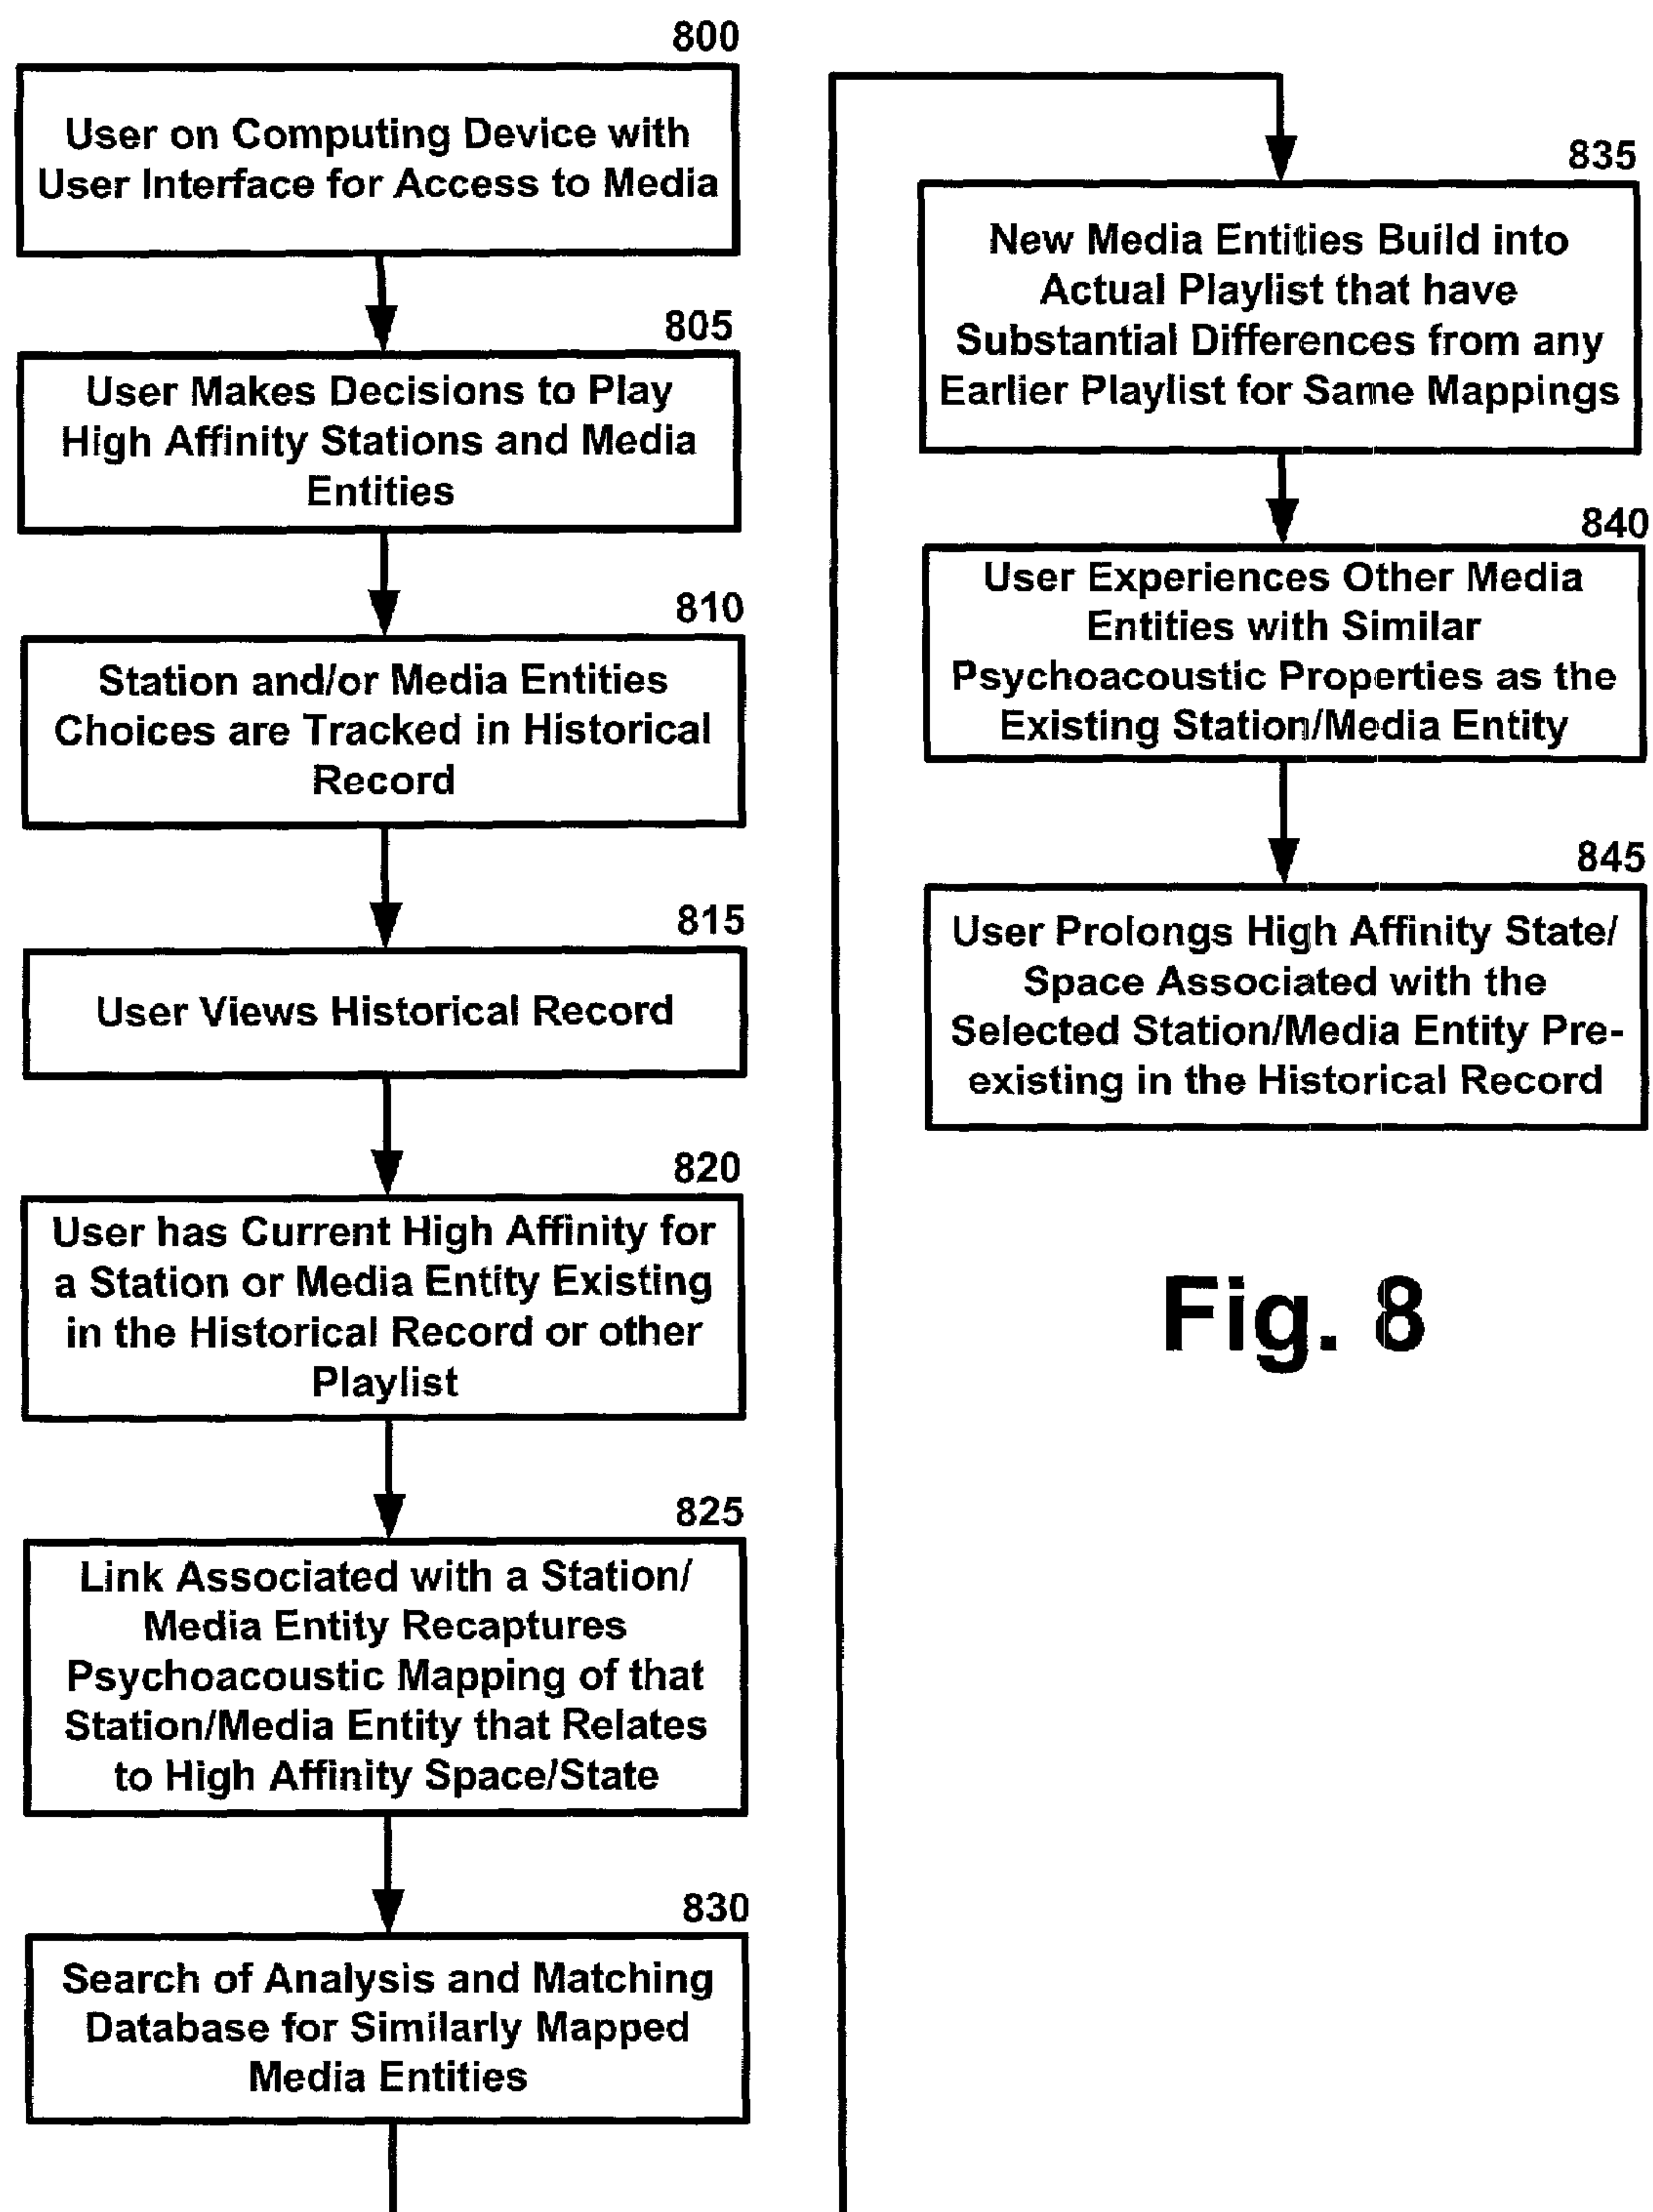 800
User on Computing Device with
User Interface for Access to Media
805
User Makes Decisions to Play
High Affinity Stations and Media
Entities
810
Station and/or Media Entities
Choices are Tracked in Historical
Record
815
User Views Historical Record
820
User has Current High Affinity for
a Station or Media Entity Existing
in the Historical Record or other
Playlist
825
Link Associated with a Station/
Media Entity Recaptures
Psychoacoustic Mapping of that
Station/Media Entity that Relates
to High Affinity Space/State
830
Search of Analysis and Matching
Database for Similarly Mapped
Media Entities
835
New Media Entities Build into
Actual Playlist that have
Substantial Differences from any
Earlier Playlist for Same Mappings
840
User Experiences Other Media
Entities with Similar
Psychoacoustic Properties as the
Existing Station/Media Entity
845
User Prolongs High Affinity State/
Space Associated with the
Selected Station/Media Entity Pre-
existing in the Historical Record
Fig. 8